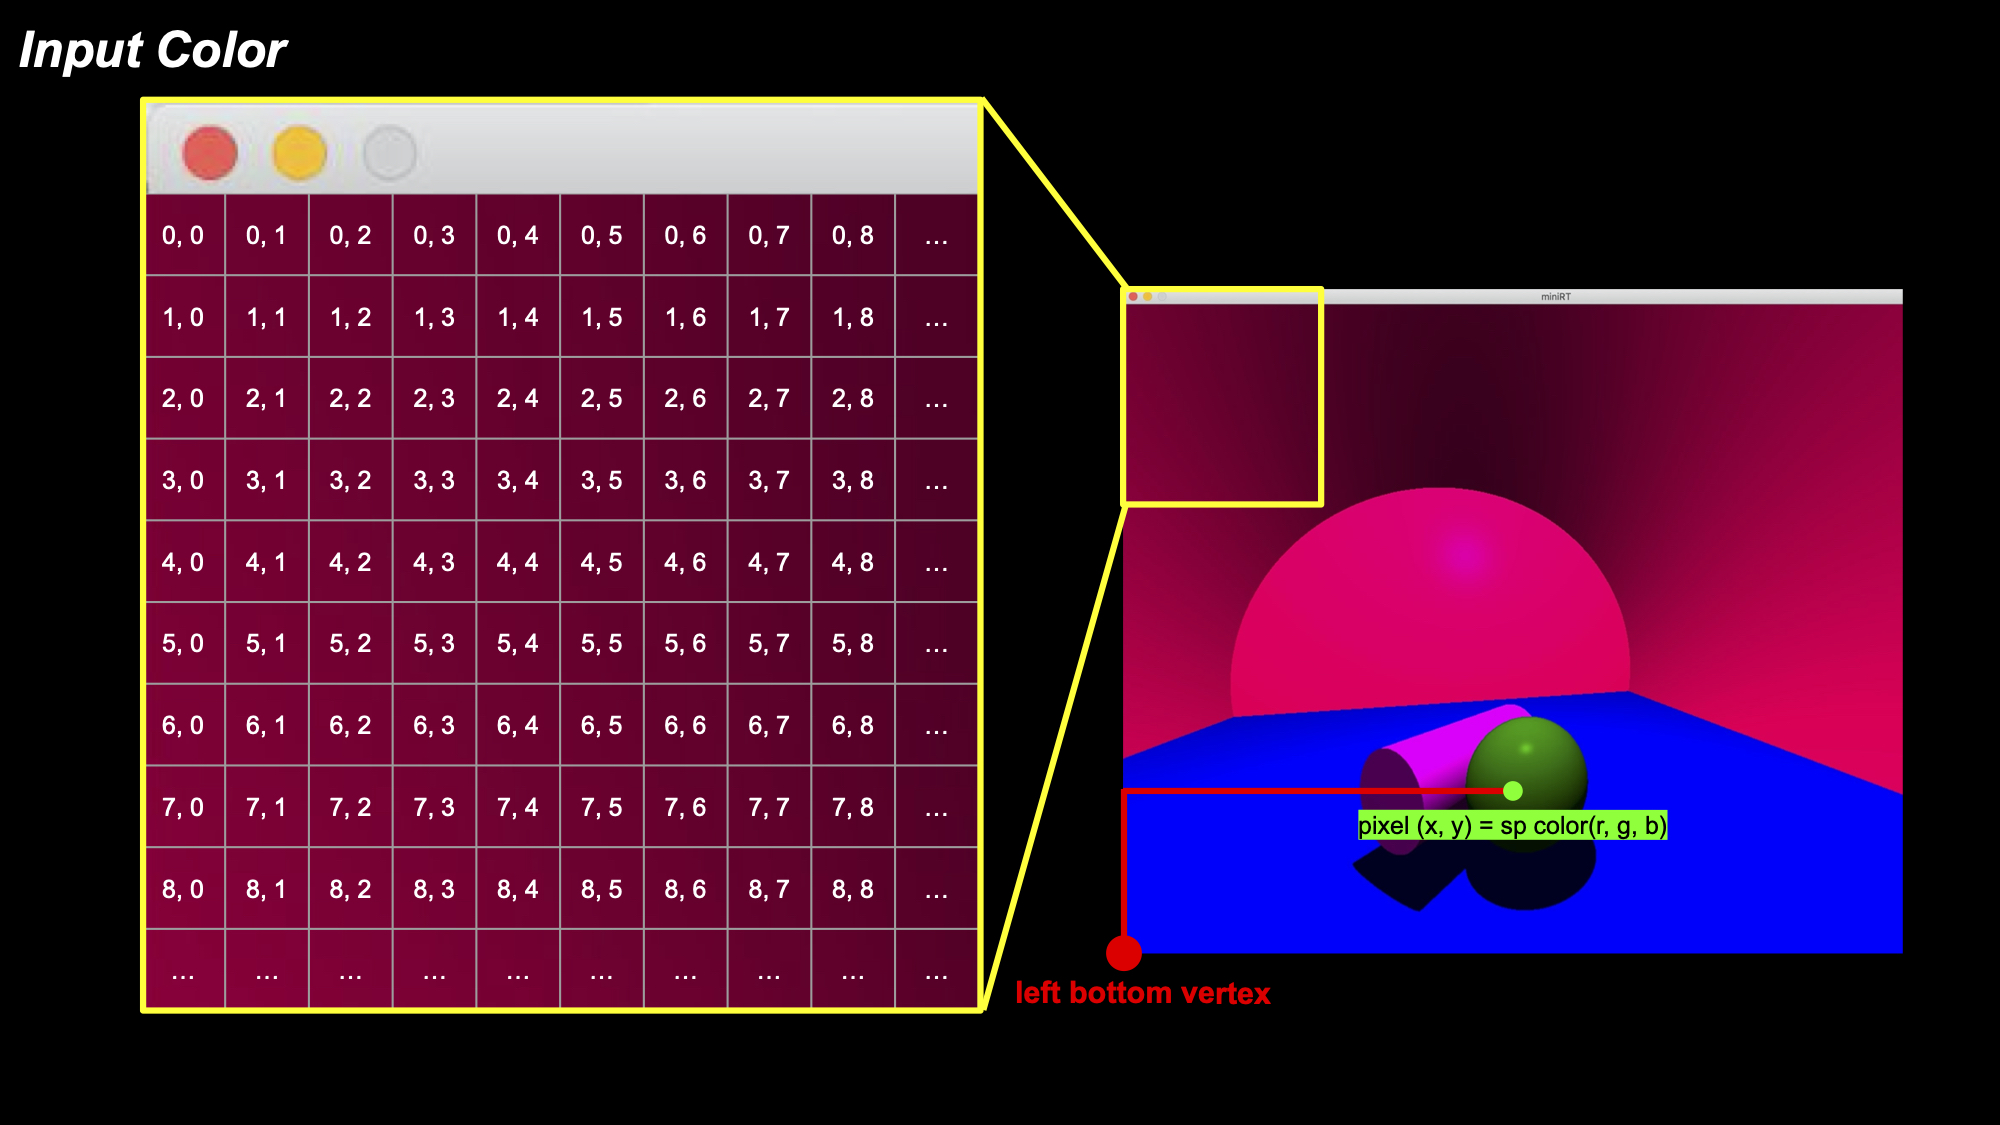 Input Color
0, 0 0, 1 0, 2 0, 3 0, 4 0, 5 0, 6 0, 7 0, 8 ...
1, 0 1, 1 1, 2 1, 3 1, 4 1, 5 1, 6 1, 7 1, 8 ...
2, 0 2, 1 2, 2 2, 3 2, 4 2, 5 2, 6 2, 7 2, 8 ...
3, 0 3, 1 3, 2 3, 3 3, 4 3, 5 3, 6 3, 7 3, 8 ...
4, 0 4, 1 4, 2 4, 3 4, 4 4, 5 4, 6 4, 7 4, 8 ...
5, 0 5, 1 5, 2 5, 3 5, 4 5, 5 5, 6 5, 7 5, 8 ...
6, 0 6, 1 6, 2 6, 3 6, 4 6, 5 6, 6 6, 7 6, 8 ...
7, 0 7, 1 7, 2 7, 3 7, 4 7, 5 7, 6 7, 7 7, 8 ...
8, 0 8, 1 8, 2 8, 3 8, 4 8, 5 8, 6 8, 7 8, 8 ...
... ... ... ... ... ... ... ... ... ...
miniRT
pixel (x, y) = sp color(r, g, b)
left bottom vertex